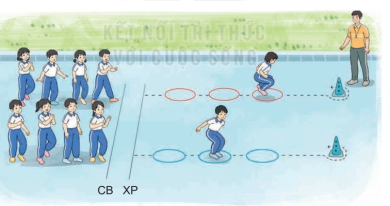 KẾT NỐI TRI THỨC
VỚI CUỘC SỐNG
CB XP